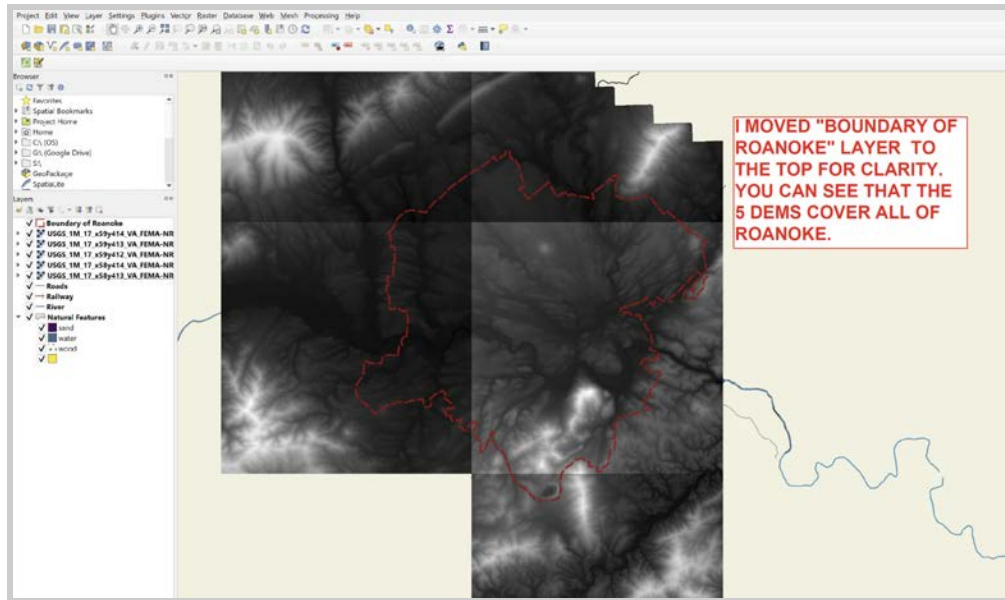 Project Edit View Layer Settings Plugins Vector Raster Database Web Mesh Processing Help
Browser
Favorites
Spatial Bookmarks
Project Home
Home
C:\ (OS)
G:\ (Google Drive)
S:\
GeoPackage
SpatiaLite
Layers
Boundary of Roanoke
USGS_1M_17_x59y414_VA_FEMA-NR
USGS_1M_17_x59y413_VA_FEMA-NR
USGS_1M_17_x59y412_VA_FEMA-NR
USGS_1M_17_x58y414_VA_FEMA-NR
USGS_1M_17_x58y413_VA_FEMA-NR
Roads
Railway
River
Natural Features
sand
water
wood
I MOVED "BOUNDARY OF
ROANOKE" LAYER TO
THE TOP FOR CLARITY.
YOU CAN SEE THAT THE
5 DEMS COVER ALL OF
ROANOKE.